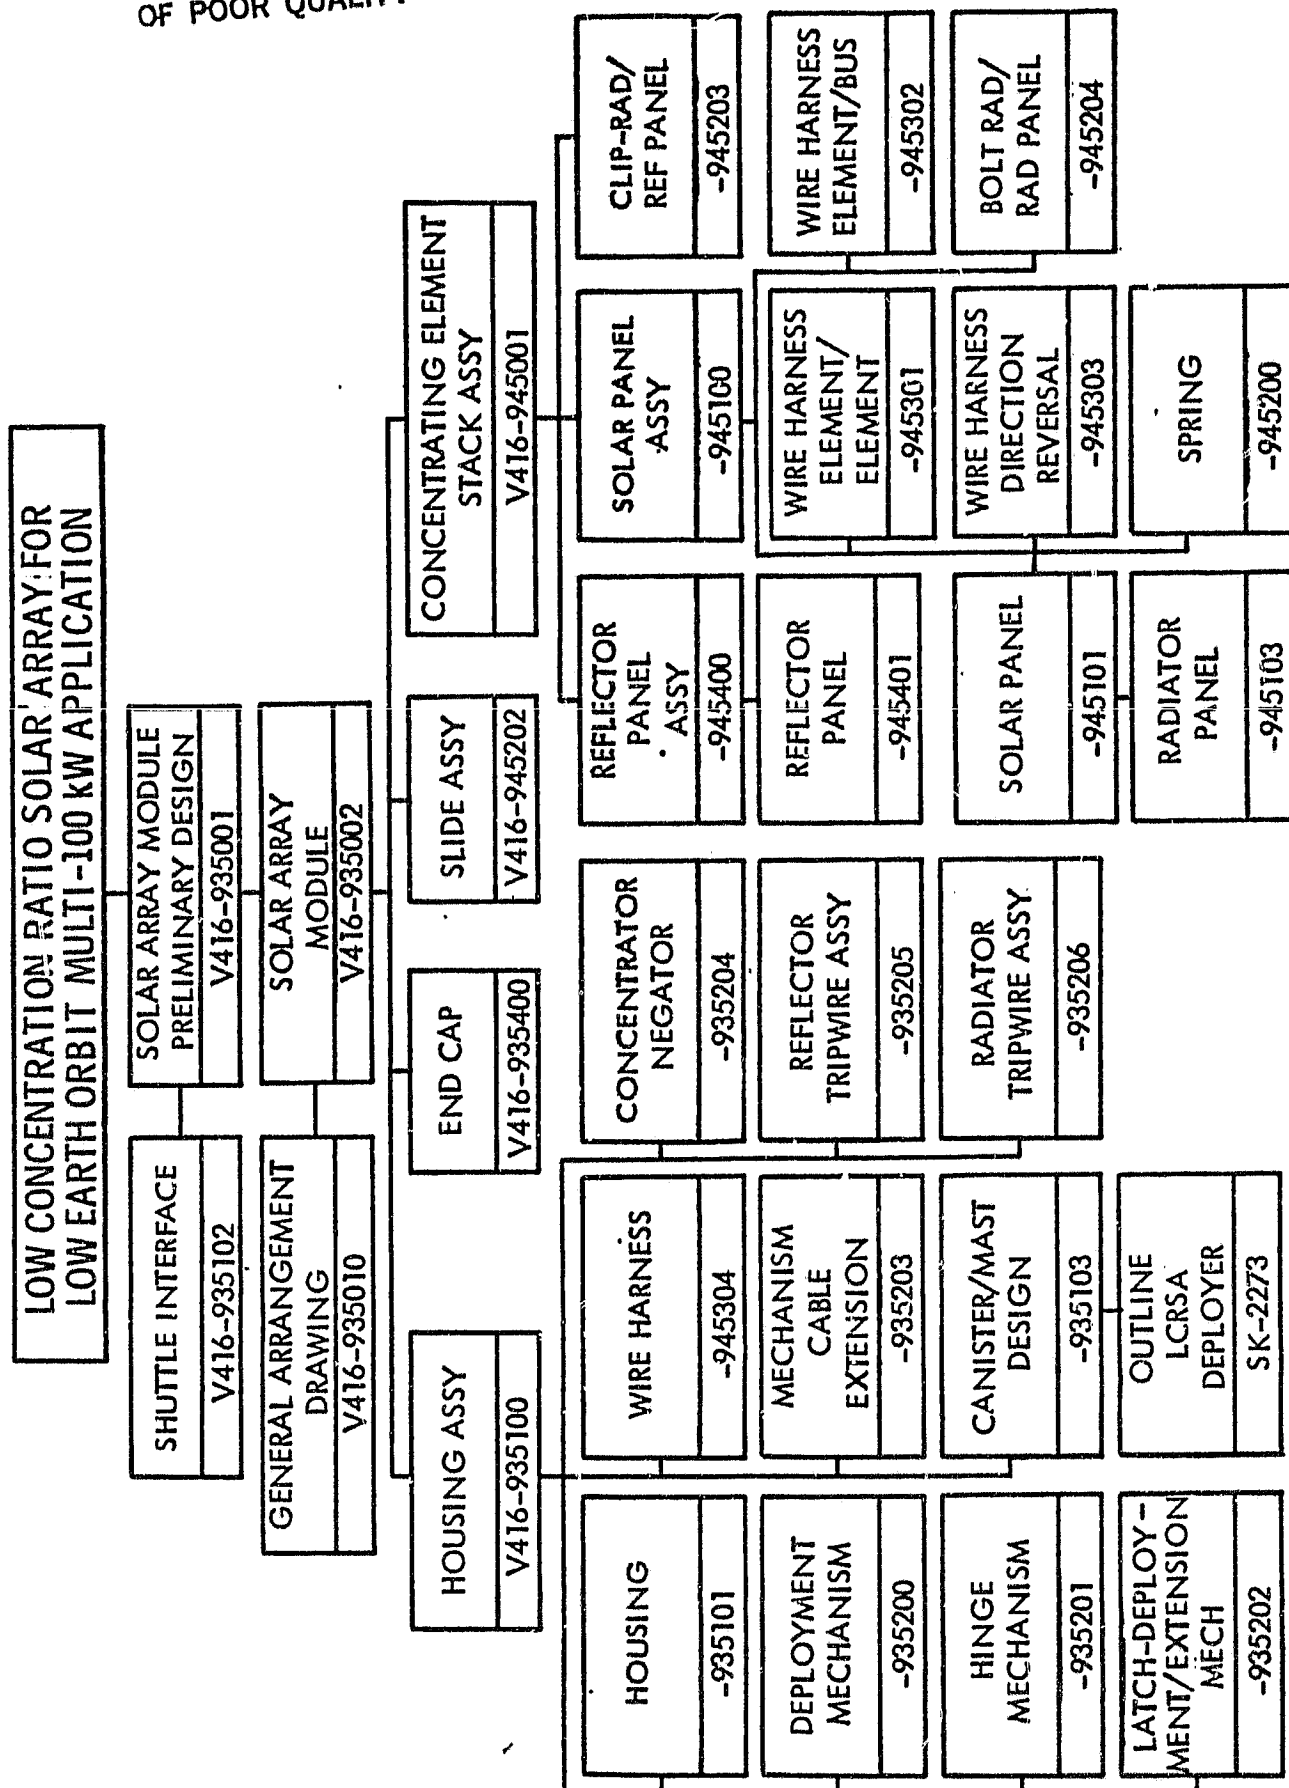 OF POOR QUALITY
LOW CONCENTRATION RATIO SOLAR ARRAY FOR
LOW EARTH ORBIT MULTI-100 KW APPLICATION
SHUTTLE INTERFACE
V416-935102
SOLAR ARRAY MODULE
PRELIMINARY DESIGN
V416-935001
GENERAL ARRANGEMENT
DRAWING
V416-935010
SOLAR ARRAY
MODULE
V416-935002
HOUSING ASSY
V416-935100
END CAP
V416-935400
SLIDE ASSY
V416-945202
CONCENTRATING ELEMENT
STACK ASSY
V416-945001
HOUSING
-935101
WIRE HARNESS
-945304
CONCENTRATOR
NEGATOR
-935204
REFLECTOR
PANEL
ASSY
-945400
SOLAR PANEL
ASSY
-945100
CLIP-RAD/
REF PANEL
-945203
DEPLOYMENT
MECHANISM
-935200
MECHANISM
CABLE
EXTENSION
-935203
REFLECTOR
TRIPWIRE ASSY
-935205
REFLECTOR
PANEL
-945401
WIRE HARNESS
ELEMENT/
ELEMENT
-945301
WIRE HARNESS
ELEMENT/BUS
-945302
HINGE
MECHANISM
-935201
CANISTER/MAST
DESIGN
-935103
RADIATOR
TRIPWIRE ASSY
-935206
SOLAR PANEL
-945101
WIRE HARNESS
DIRECTION
REVERSAL
-945303
BOLT RAD/
RAD PANEL
-945204
LATCH-DEPLOY-
MENT/EXTENSION
MECH
-935202
OUTLINE
LCRSA
DEPLOYER
SK-2273
RADIATOR
PANEL
-945103
SPRING
-945200